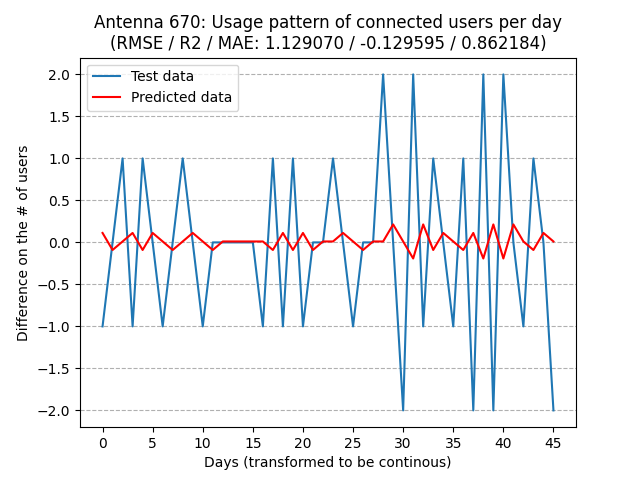 Antenna 670: Usage pattern of connected users per day
(RMSE / R2 / MAE: 1.129070 / -0.129595 / 0.862184)
Test data
Predicted data
Difference on the # of users
2.0
1.5
1.0
0.5
0.0
−0.5
−1.0
−1.5
−2.0
0 5 10 15 20 25 30 35 40 45
Days (transformed to be continous)